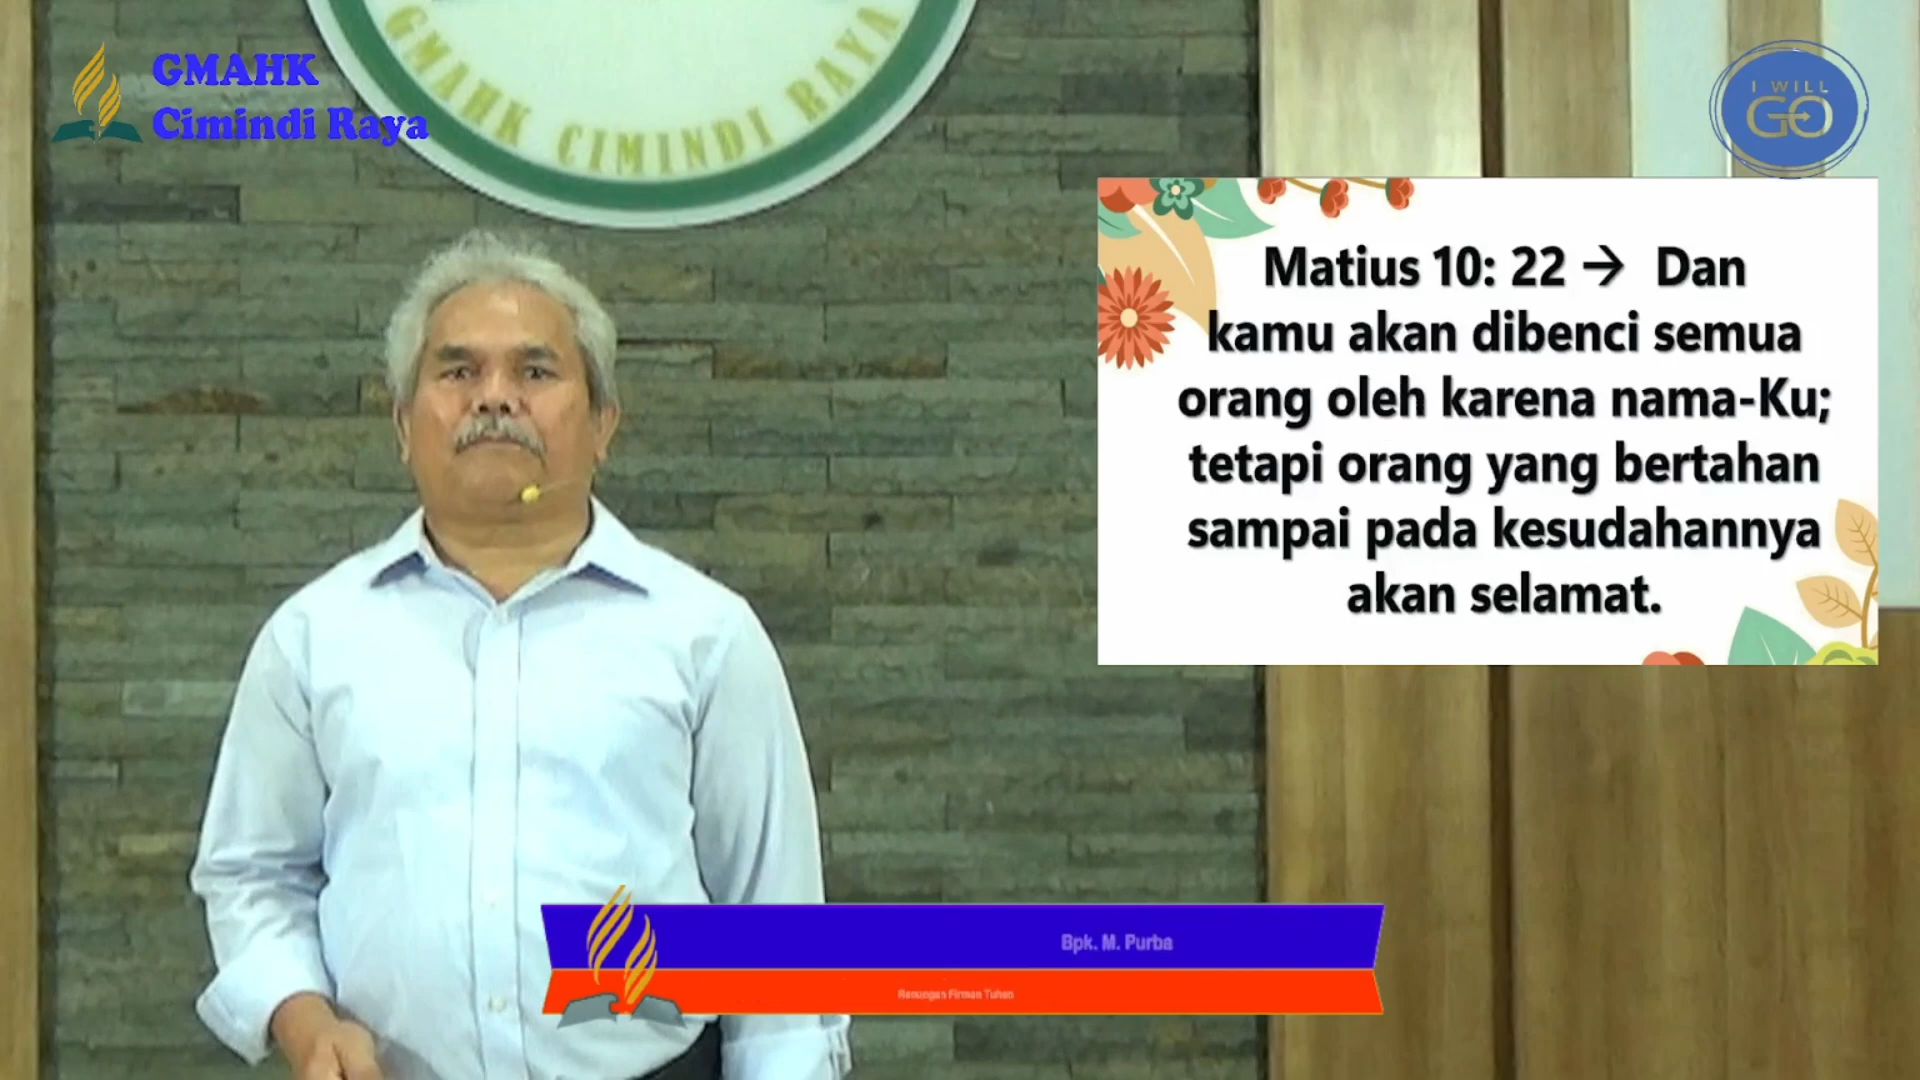 GMAHK
Cimindi Raya
GMAHK CIMINDI RAYA
I WILL
GO
Matius 10: 22 → Dan
kamu akan dibenci semua
orang oleh karena nama-Ku;
tetapi orang yang bertahan
sampai pada kesudahannya
akan selamat.
Bpk. M. Purba
Renungan Firman Tuhan